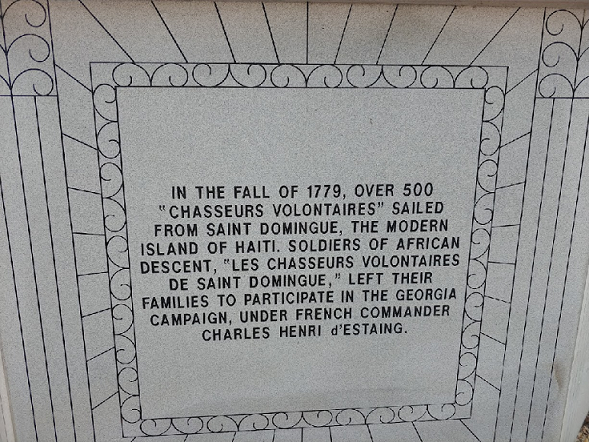 IN THE FALL OF 1779, OVER 500
"CHASSEURS VOLONTAIRES" SAILED
FROM SAINT DOMINGUE, THE MODERN
ISLAND OF HAITI. SOLDIERS OF AFRICAN
DESCENT, "LES CHASSEURS VOLONTAIRES
DE SAINT DOMINGUE," LEFT THEIR
FAMILIES TO PARTICIPATE IN THE GEORGIA
CAMPAIGN, UNDER FRENCH COMMANDER
CHARLES HENRI d'ESTAING.